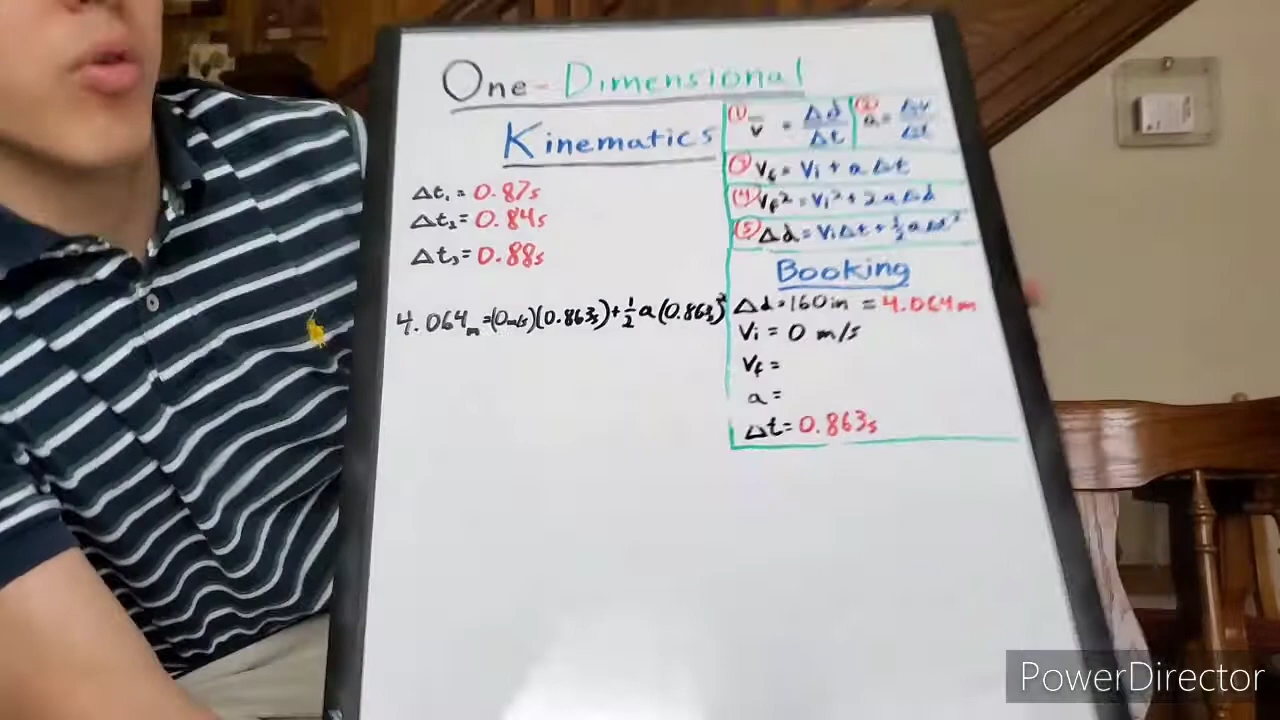 One-Dimensional
Kinematics
Δt₁ = 0.87s
Δt₂= 0.84s
Δt₃= 0.88s
4.064m=(0m/s)(0.863s)+½a(0.863s)²
① v̅ = Δd/Δt
② a = Δv/Δt
③ Vf = Vi + aΔt
④ Vf² = Vi² + 2aΔd
⑤ Δd = ViΔt + ½aΔt²
Booking
Δd = 160in = 4.064m
Vi = 0 m/s
Vf =
a =
Δt= 0.863s
PowerDirector